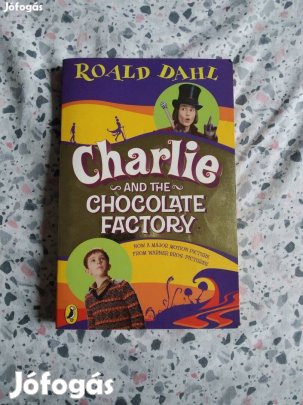 Jófogás
ROALD DAHL
Charlie
AND THE
CHOCOLATE
FACTORY
NOW A MAJOR MOTION PICTURE
FROM WARNER BROS. PICTURES
Jófogás